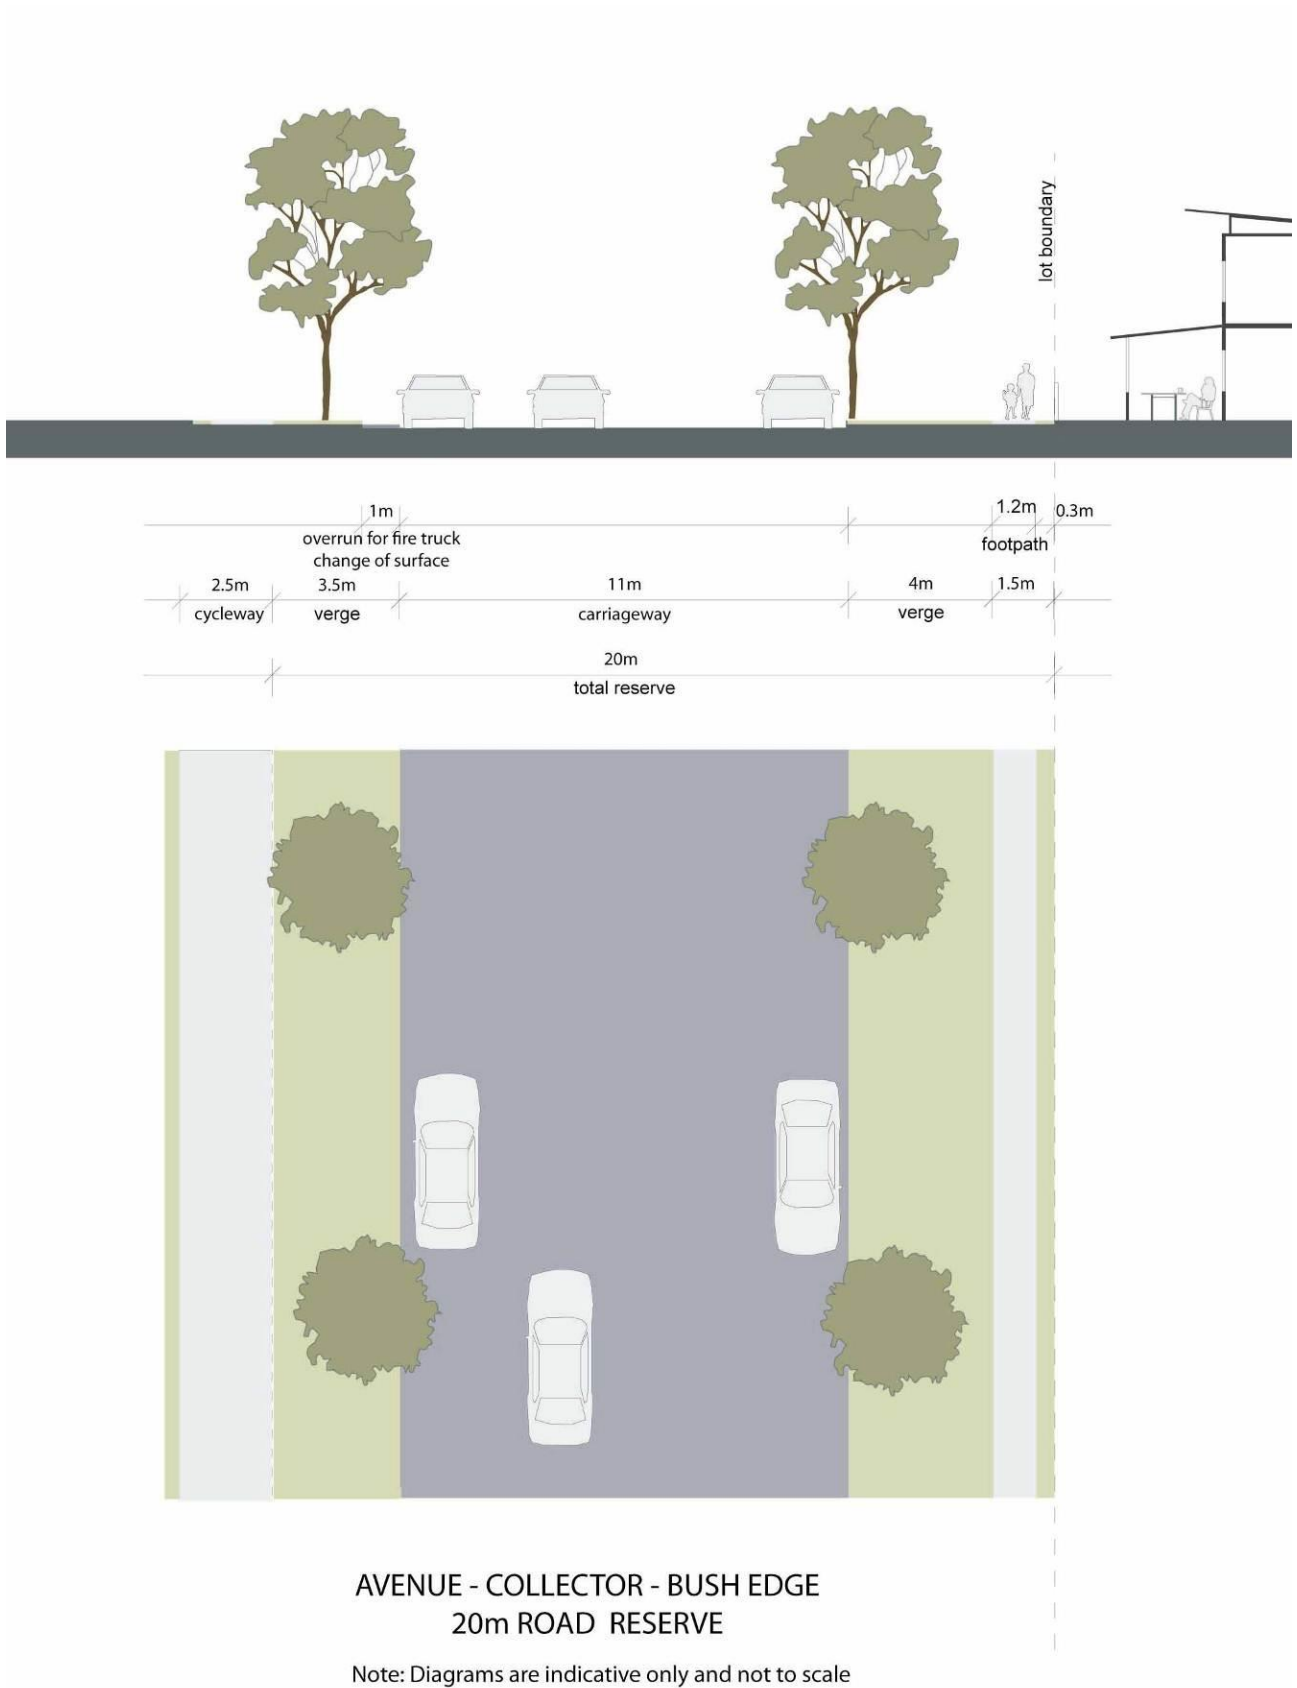 lot boundary
1m
1.2m
0.3m
overrun for fire truck
change of surface
footpath
2.5m
3.5m
11m
4m
1.5m
cycleway
verge
carriageway
verge
20m
total reserve
AVENUE - COLLECTOR - BUSH EDGE
20m ROAD RESERVE
Note: Diagrams are indicative only and not to scale